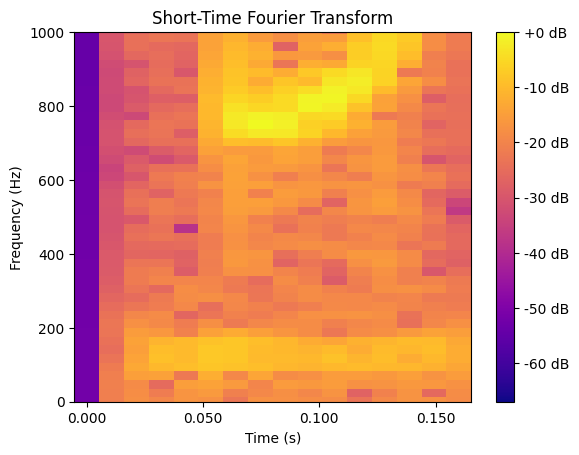 Short-Time Fourier Transform
1000
800
600
400
200
0
Frequency (Hz)
0.000
0.050
0.100
0.150
Time (s)
+0 dB
-10 dB
-20 dB
-30 dB
-40 dB
-50 dB
-60 dB